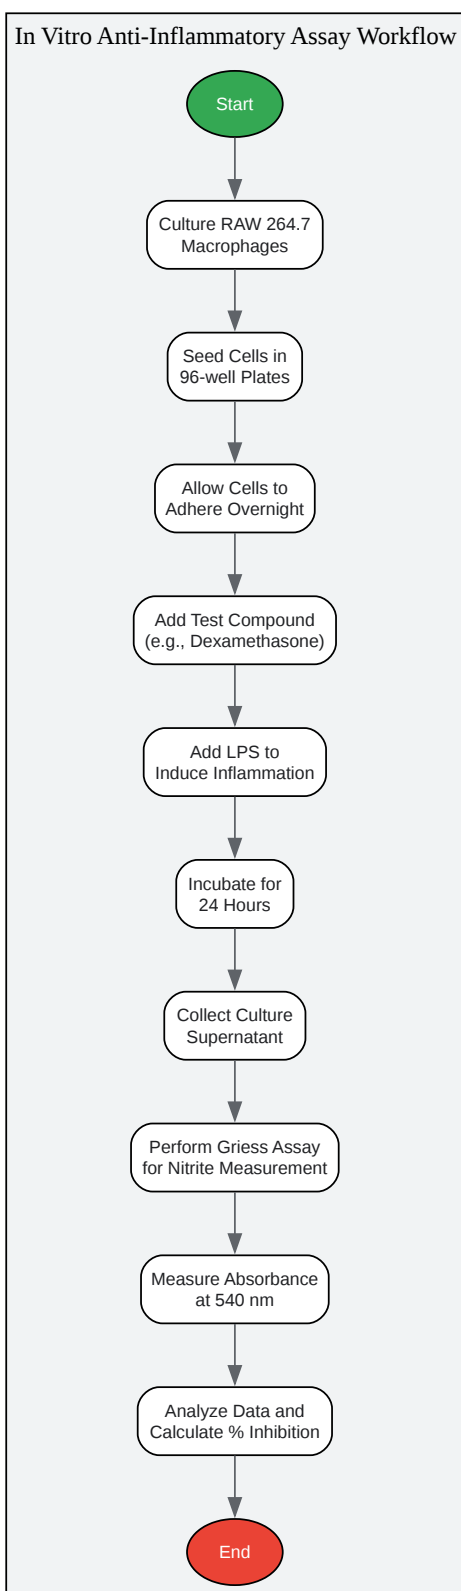 In Vitro Anti-Inflammatory Assay Workflow
Start
Culture RAW 264.7
Macrophages
Seed Cells in
96-well Plates
Allow Cells to
Adhere Overnight
Add Test Compound
(e.g., Dexamethasone)
Add LPS to
Induce Inflammation
Incubate for
24 Hours
Collect Culture
Supernatant
Perform Griess Assay
for Nitrite Measurement
Measure Absorbance
at 540 nm
Analyze Data and
Calculate % Inhibition
End